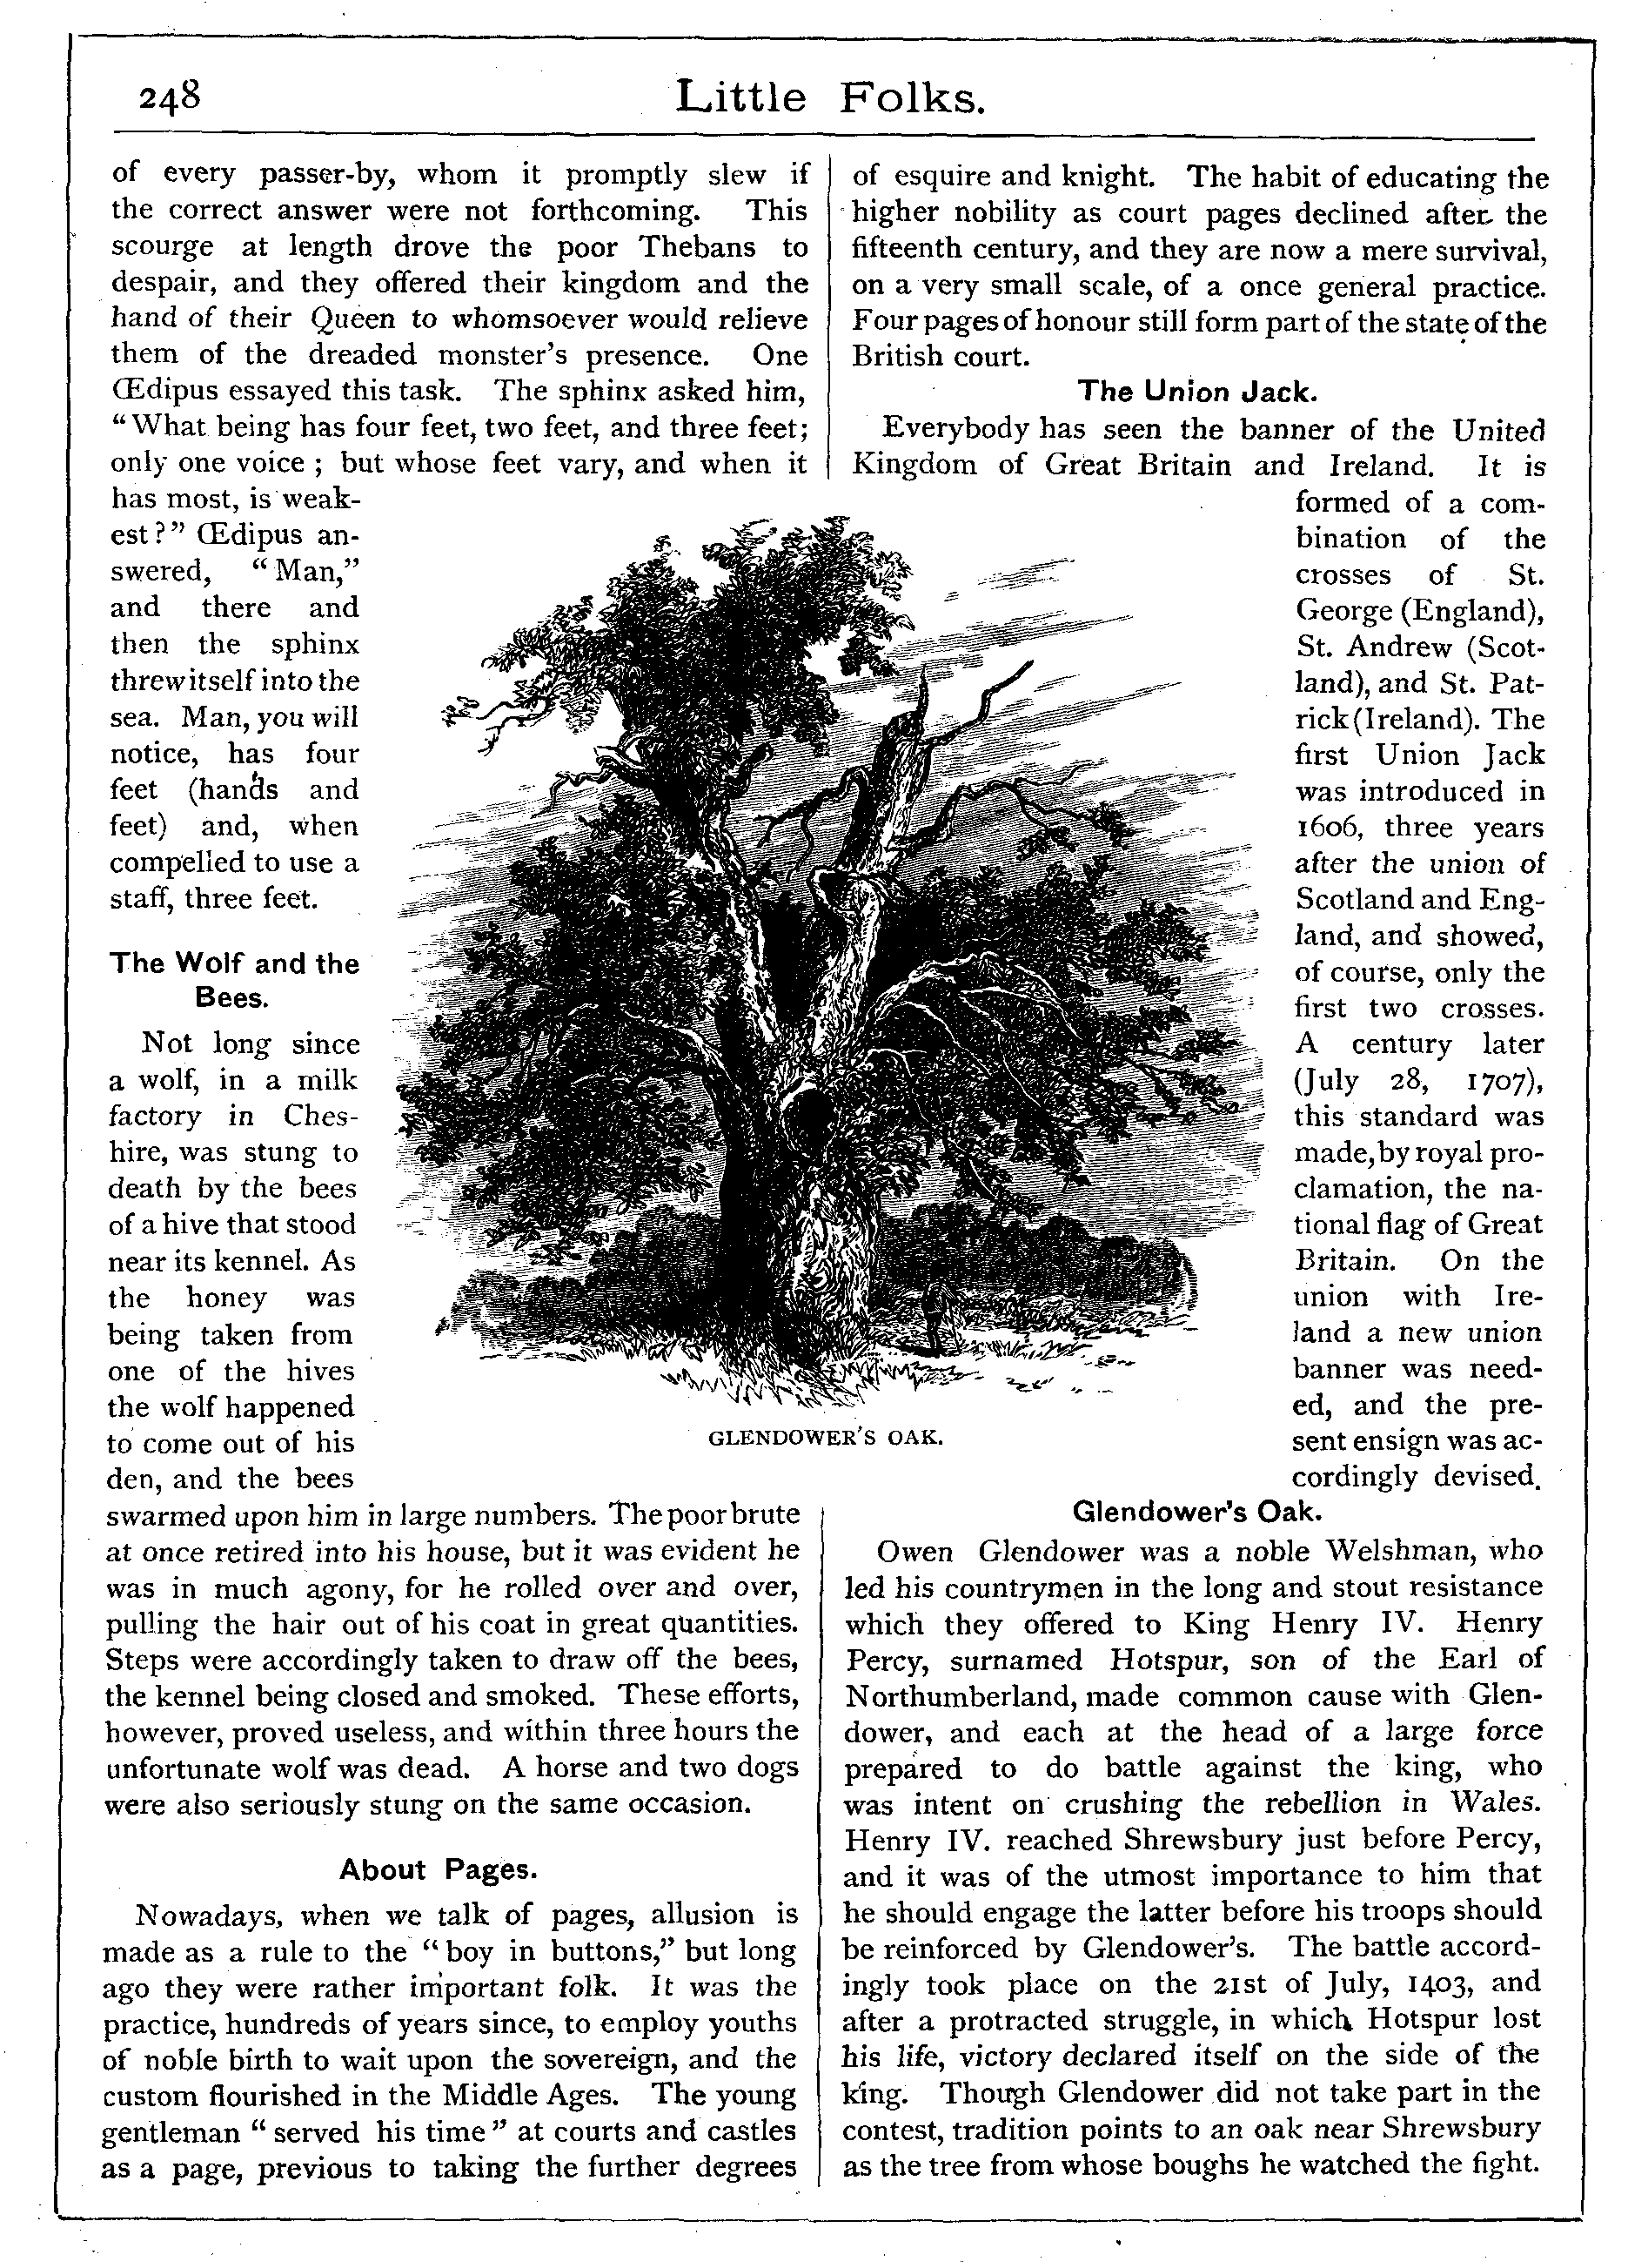 248
Little Folks.
of every passer-by, whom it promptly slew if
the correct answer were not forthcoming. This
scourge at length drove the poor Thebans to
despair, and they offered their kingdom and the
hand of their Queen to whomsoever would relieve
them of the dreaded monster's presence. One
Œdipus essayed this task. The sphinx asked him,
“What being has four feet, two feet, and three feet;
only one voice ; but whose feet vary, and when it
has most, is weak-
est ?” Œdipus an-
swered, “Man,”
and there and
then the sphinx
threw itself into the
sea. Man, you will
notice, has four
feet (hands and
feet) and, when
compelled to use a
staff, three feet.
The Wolf and the
Bees.
Not long since
a wolf, in a milk
factory in Ches-
hire, was stung to
death by the bees
of a hive that stood
near its kennel. As
the honey was
being taken from
one of the hives
the wolf happened
to come out of his
den, and the bees
swarmed upon him in large numbers. The poor brute
at once retired into his house, but it was evident he
was in much agony, for he rolled over and over,
pulling the hair out of his coat in great quantities.
Steps were accordingly taken to draw off the bees,
the kennel being closed and smoked. These efforts,
however, proved useless, and within three hours the
unfortunate wolf was dead. A horse and two dogs
were also seriously stung on the same occasion.
About Pages.
Nowadays, when we talk of pages, allusion is
made as a rule to the “boy in buttons,” but long
ago they were rather important folk. It was the
practice, hundreds of years since, to employ youths
of noble birth to wait upon the sovereign, and the
custom flourished in the Middle Ages. The young
gentleman “served his time” at courts and castles
as a page, previous to taking the further degrees
of esquire and knight. The habit of educating the
higher nobility as court pages declined after the
fifteenth century, and they are now a mere survival,
on a very small scale, of a once general practice.
Four pages of honour still form part of the state of the
British court.
The Union Jack.
Everybody has seen the banner of the United
Kingdom of Great Britain and Ireland. It is
formed of a com-
bination of the
crosses of St.
George (England),
St. Andrew (Scot-
land), and St. Pat-
rick (Ireland). The
first Union Jack
was introduced in
1606, three years
after the union of
Scotland and Eng-
land, and showed,
of course, only the
first two crosses.
A century later
(July 28, 1707),
this standard was
made, by royal pro-
clamation, the na-
tional flag of Great
Britain. On the
union with Ire-
land a new union
banner was need-
ed, and the pre-
sent ensign was ac-
cordingly devised.
GLENDOWER'S OAK.
Glendower's Oak.
Owen Glendower was a noble Welshman, who
led his countrymen in the long and stout resistance
which they offered to King Henry IV. Henry
Percy, surnamed Hotspur, son of the Earl of
Northumberland, made common cause with Glen-
dower, and each at the head of a large force
prepared to do battle against the king, who
was intent on crushing the rebellion in Wales.
Henry IV. reached Shrewsbury just before Percy,
and it was of the utmost importance to him that
he should engage the latter before his troops should
be reinforced by Glendower's. The battle accord-
ingly took place on the 21st of July, 1403, and
after a protracted struggle, in which Hotspur lost
his life, victory declared itself on the side of the
king. Though Glendower did not take part in the
contest, tradition points to an oak near Shrewsbury
as the tree from whose boughs he watched the fight.